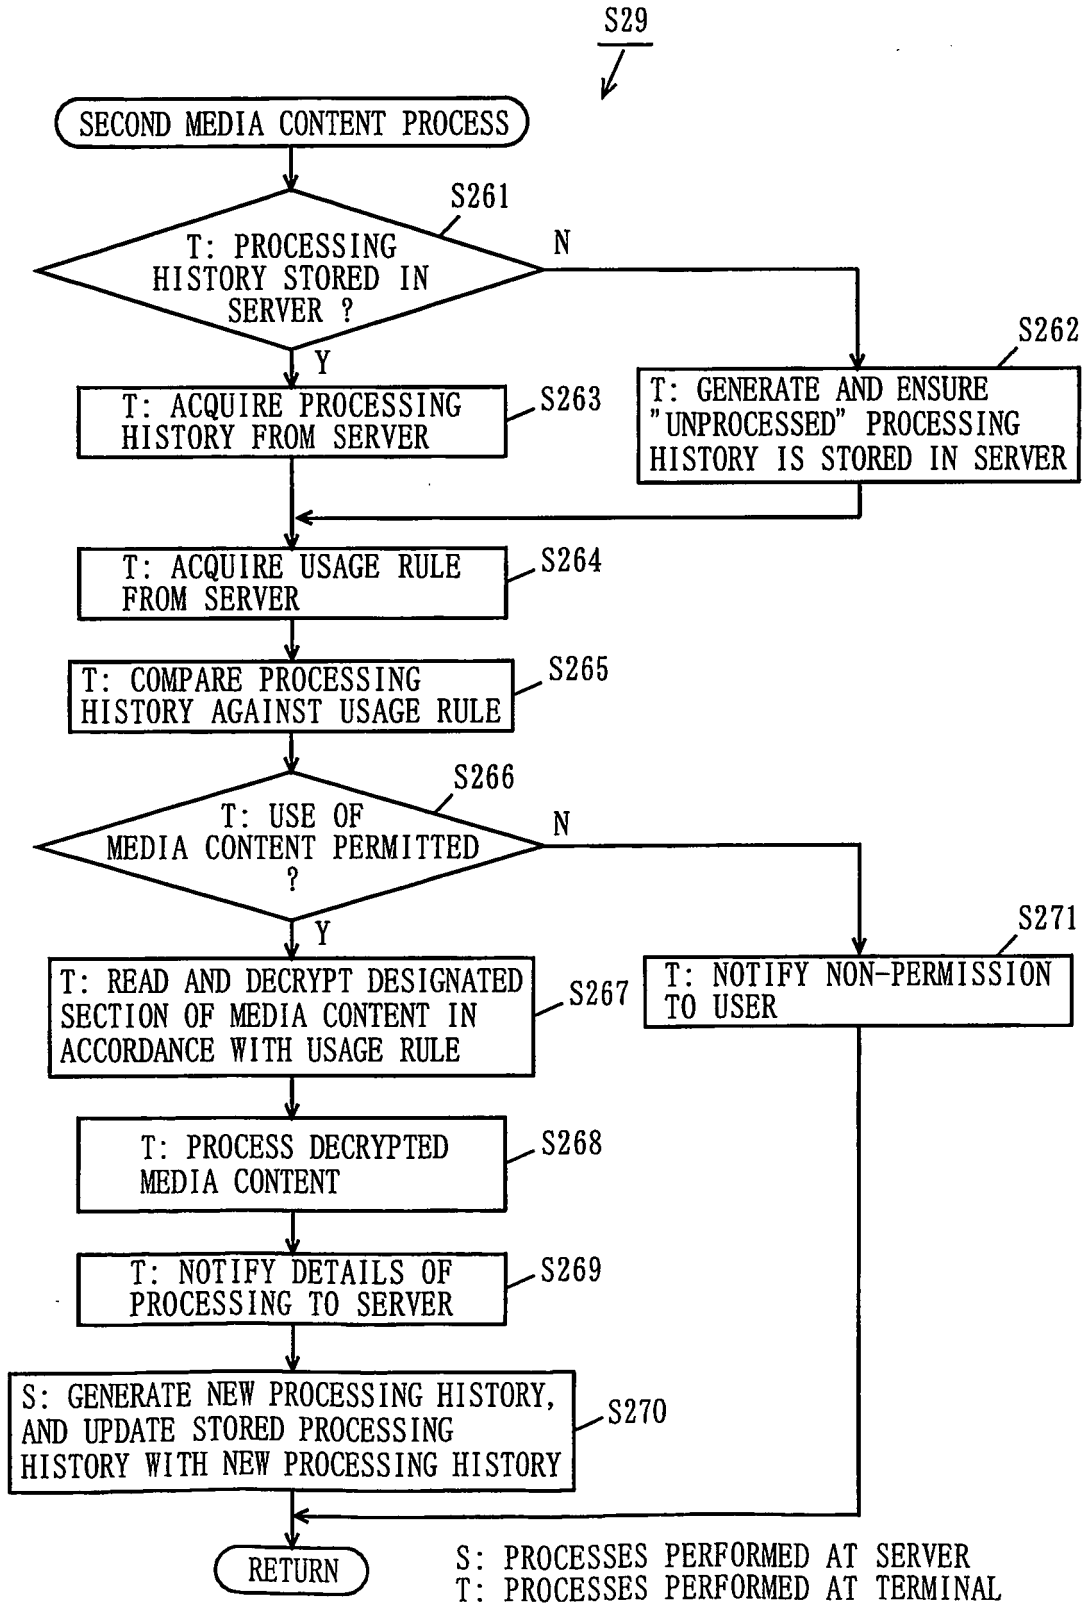 S29
SECOND MEDIA CONTENT PROCESS
S261
T: PROCESSING
HISTORY STORED IN
SERVER ?
N
Y
S262
T: GENERATE AND ENSURE
"UNPROCESSED" PROCESSING
HISTORY IS STORED IN SERVER
S263
T: ACQUIRE PROCESSING
HISTORY FROM SERVER
S264
T: ACQUIRE USAGE RULE
FROM SERVER
S265
T: COMPARE PROCESSING
HISTORY AGAINST USAGE RULE
S266
T: USE OF
MEDIA CONTENT PERMITTED
?
N
Y
S271
T: NOTIFY NON-PERMISSION
TO USER
S267
T: READ AND DECRYPT DESIGNATED
SECTION OF MEDIA CONTENT IN
ACCORDANCE WITH USAGE RULE
S268
T: PROCESS DECRYPTED
MEDIA CONTENT
S269
T: NOTIFY DETAILS OF
PROCESSING TO SERVER
S270
S: GENERATE NEW PROCESSING HISTORY,
AND UPDATE STORED PROCESSING
HISTORY WITH NEW PROCESSING HISTORY
RETURN
S: PROCESSES PERFORMED AT SERVER
T: PROCESSES PERFORMED AT TERMINAL